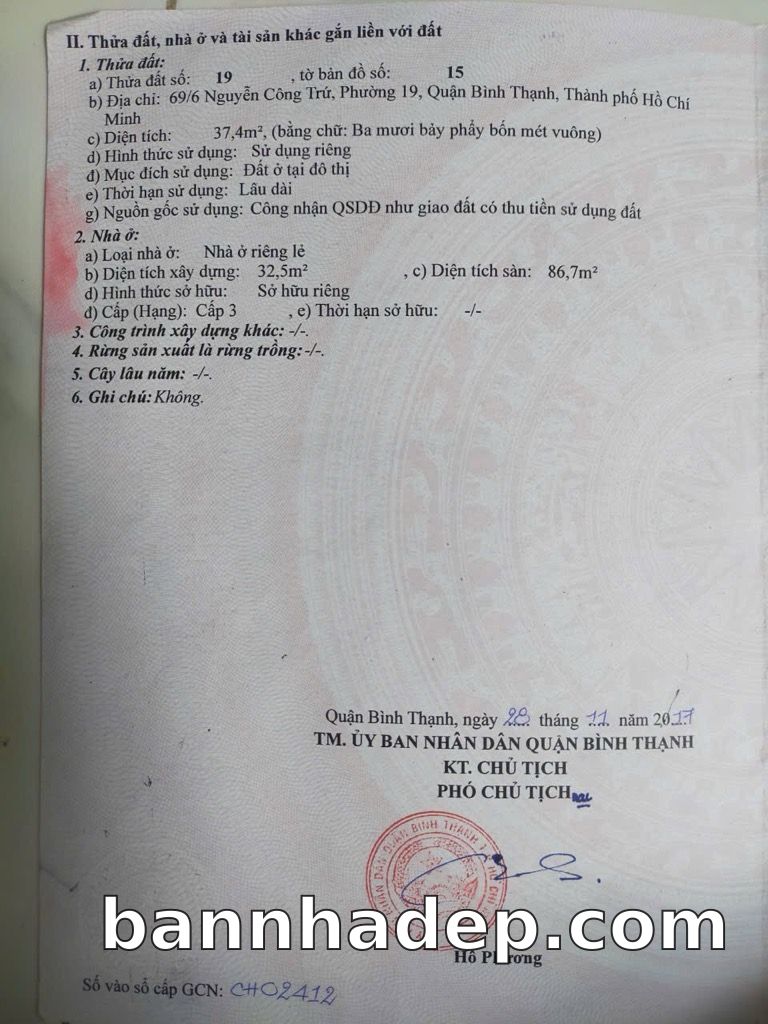 II. Thửa đất, nhà ở và tài sản khác gắn liền với đất
1. Thửa đất:
a) Thửa đất số: 19 , tờ bản đồ số: 15
b) Địa chỉ: 69/6 Nguyễn Công Trứ, Phường 19, Quận Bình Thạnh, Thành phố Hồ Chí
Minh
c) Diện tích: 37,4m², (bằng chữ: Ba mươi bảy phẩy bốn mét vuông)
d) Hình thức sử dụng: Sử dụng riêng
đ) Mục đích sử dụng: Đất ở tại đô thị
e) Thời hạn sử dụng: Lâu dài
g) Nguồn gốc sử dụng: Công nhận QSDĐ như giao đất có thu tiền sử dụng đất
2. Nhà ở:
a) Loại nhà ở: Nhà ở riêng lẻ
b) Diện tích xây dựng: 32,5m² , c) Diện tích sàn: 86,7m²
d) Hình thức sở hữu: Sở hữu riêng
đ) Cấp (Hạng): Cấp 3 , e) Thời hạn sở hữu: -/-
3. Công trình xây dựng khác: -/-.
4. Rừng sản xuất là rừng trồng: -/-.
5. Cây lâu năm: -/-.
6. Ghi chú: Không.
Quận Bình Thạnh, ngày 28 tháng 11 năm 2017
TM. ỦY BAN NHÂN DÂN QUẬN BÌNH THẠNH
KT. CHỦ TỊCH
PHÓ CHỦ TỊCH
bannhadep.com
Hồ Phương
Số vào sổ cấp GCN: CH02412